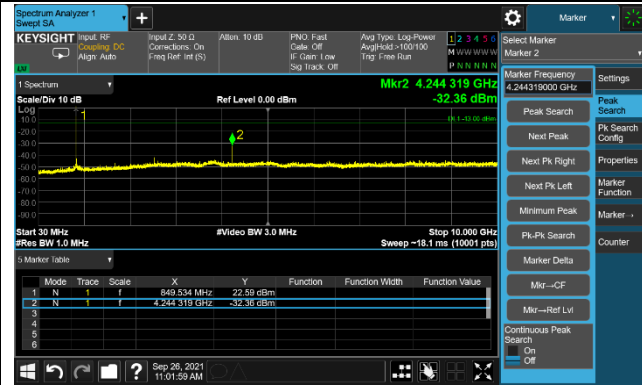 Spectrum Analyzer 1
Swept SA
+
Marker
KEYSIGHT
Input: RF
Coupling: DC
Align: Auto
Input Z: 50 Ω
Corrections: On
Freq Ref: Int (S)
Atten: 10 dB
PNO: Fast
Gate: Off
IF Gain: Low
Sig Track: Off
Avg Type: Log-Power
Avg|Hold:>100/100
Trig: Free Run
1 2 3 4 5 6
M W W W W W
P N N N N N
Select Marker
Marker 2
LXI
1 Spectrum
Mkr2 4.244 319 GHz
-32.36 dBm
Scale/Div 10 dB
Ref Level 0.00 dBm
Log
-10.0
-20.0
-30.0
-40.0
-50.0
-60.0
-70.0
-80.0
-90.0
1
2
DL1 -13.00 dBm
Start 30 MHz
#Video BW 3.0 MHz
Stop 10.000 GHz
#Res BW 1.0 MHz
Sweep ~18.1 ms (10001 pts)
5 Marker Table
Mode Trace Scale X Y Function Function Width Function Value
1 N 1 f 849.534 MHz 22.59 dBm
2 N 1 f 4.244 319 GHz -32.36 dBm
3
4
5
6
Marker Frequency
4.244319000 GHz
Peak Search
Next Peak
Next Pk Right
Next Pk Left
Minimum Peak
Pk-Pk Search
Marker Delta
Mkr→CF
Mkr→Ref Lvl
Continuous Peak
Search
On
Off
Settings
Peak
Search
Pk Search
Config
Properties
Marker
Function
Marker→
Counter
?
Sep 26, 2021
11:01:59 AM